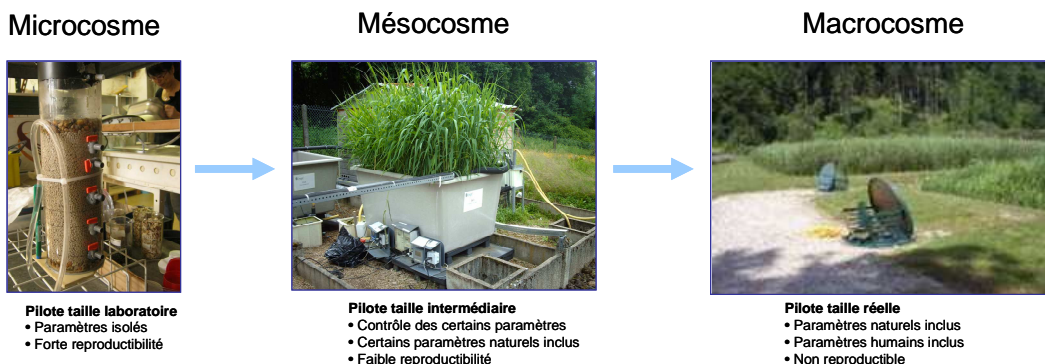 Microcosme
Mésocosme
Macrocosme
Pilote taille laboratoire
• Paramètres isolés
• Forte reproductibilité
Pilote taille intermédiaire
• Contrôle des certains paramètres
• Certains paramètres naturels inclus
• Faible reproductibilité
Pilote taille réelle
• Paramètres naturels inclus
• Paramètres humains inclus
• Non reproductible